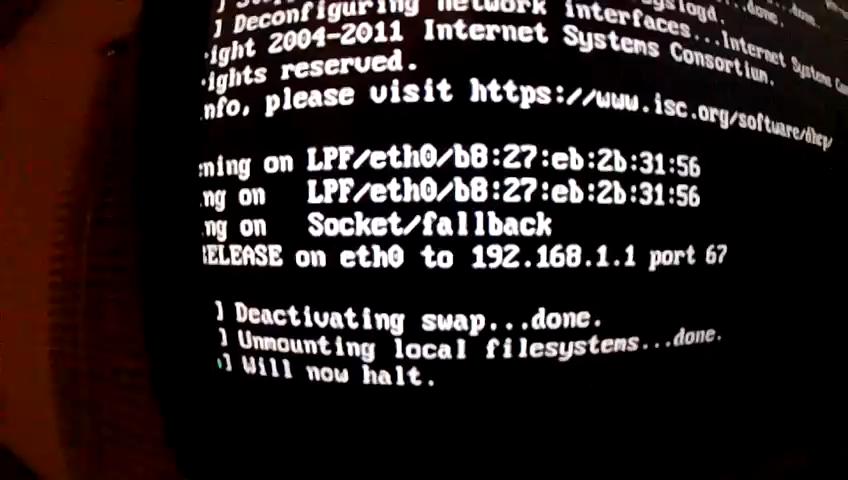 ] Deconfiguring network interfaces...Internet Systems
ight 2004-2011 Internet Systems Consortium.
ights reserved.
nfo, please visit https://www.isc.org/software/dhcp/
ning on LPF/eth0/b8:27:eb:2b:31:56
ng on LPF/eth0/b8:27:eb:2b:31:56
ng on Socket/fallback
ELEASE on eth0 to 192.168.1.1 port 67
] Deactivating swap...done.
] Unmounting local filesystems...done.
] Will now halt.